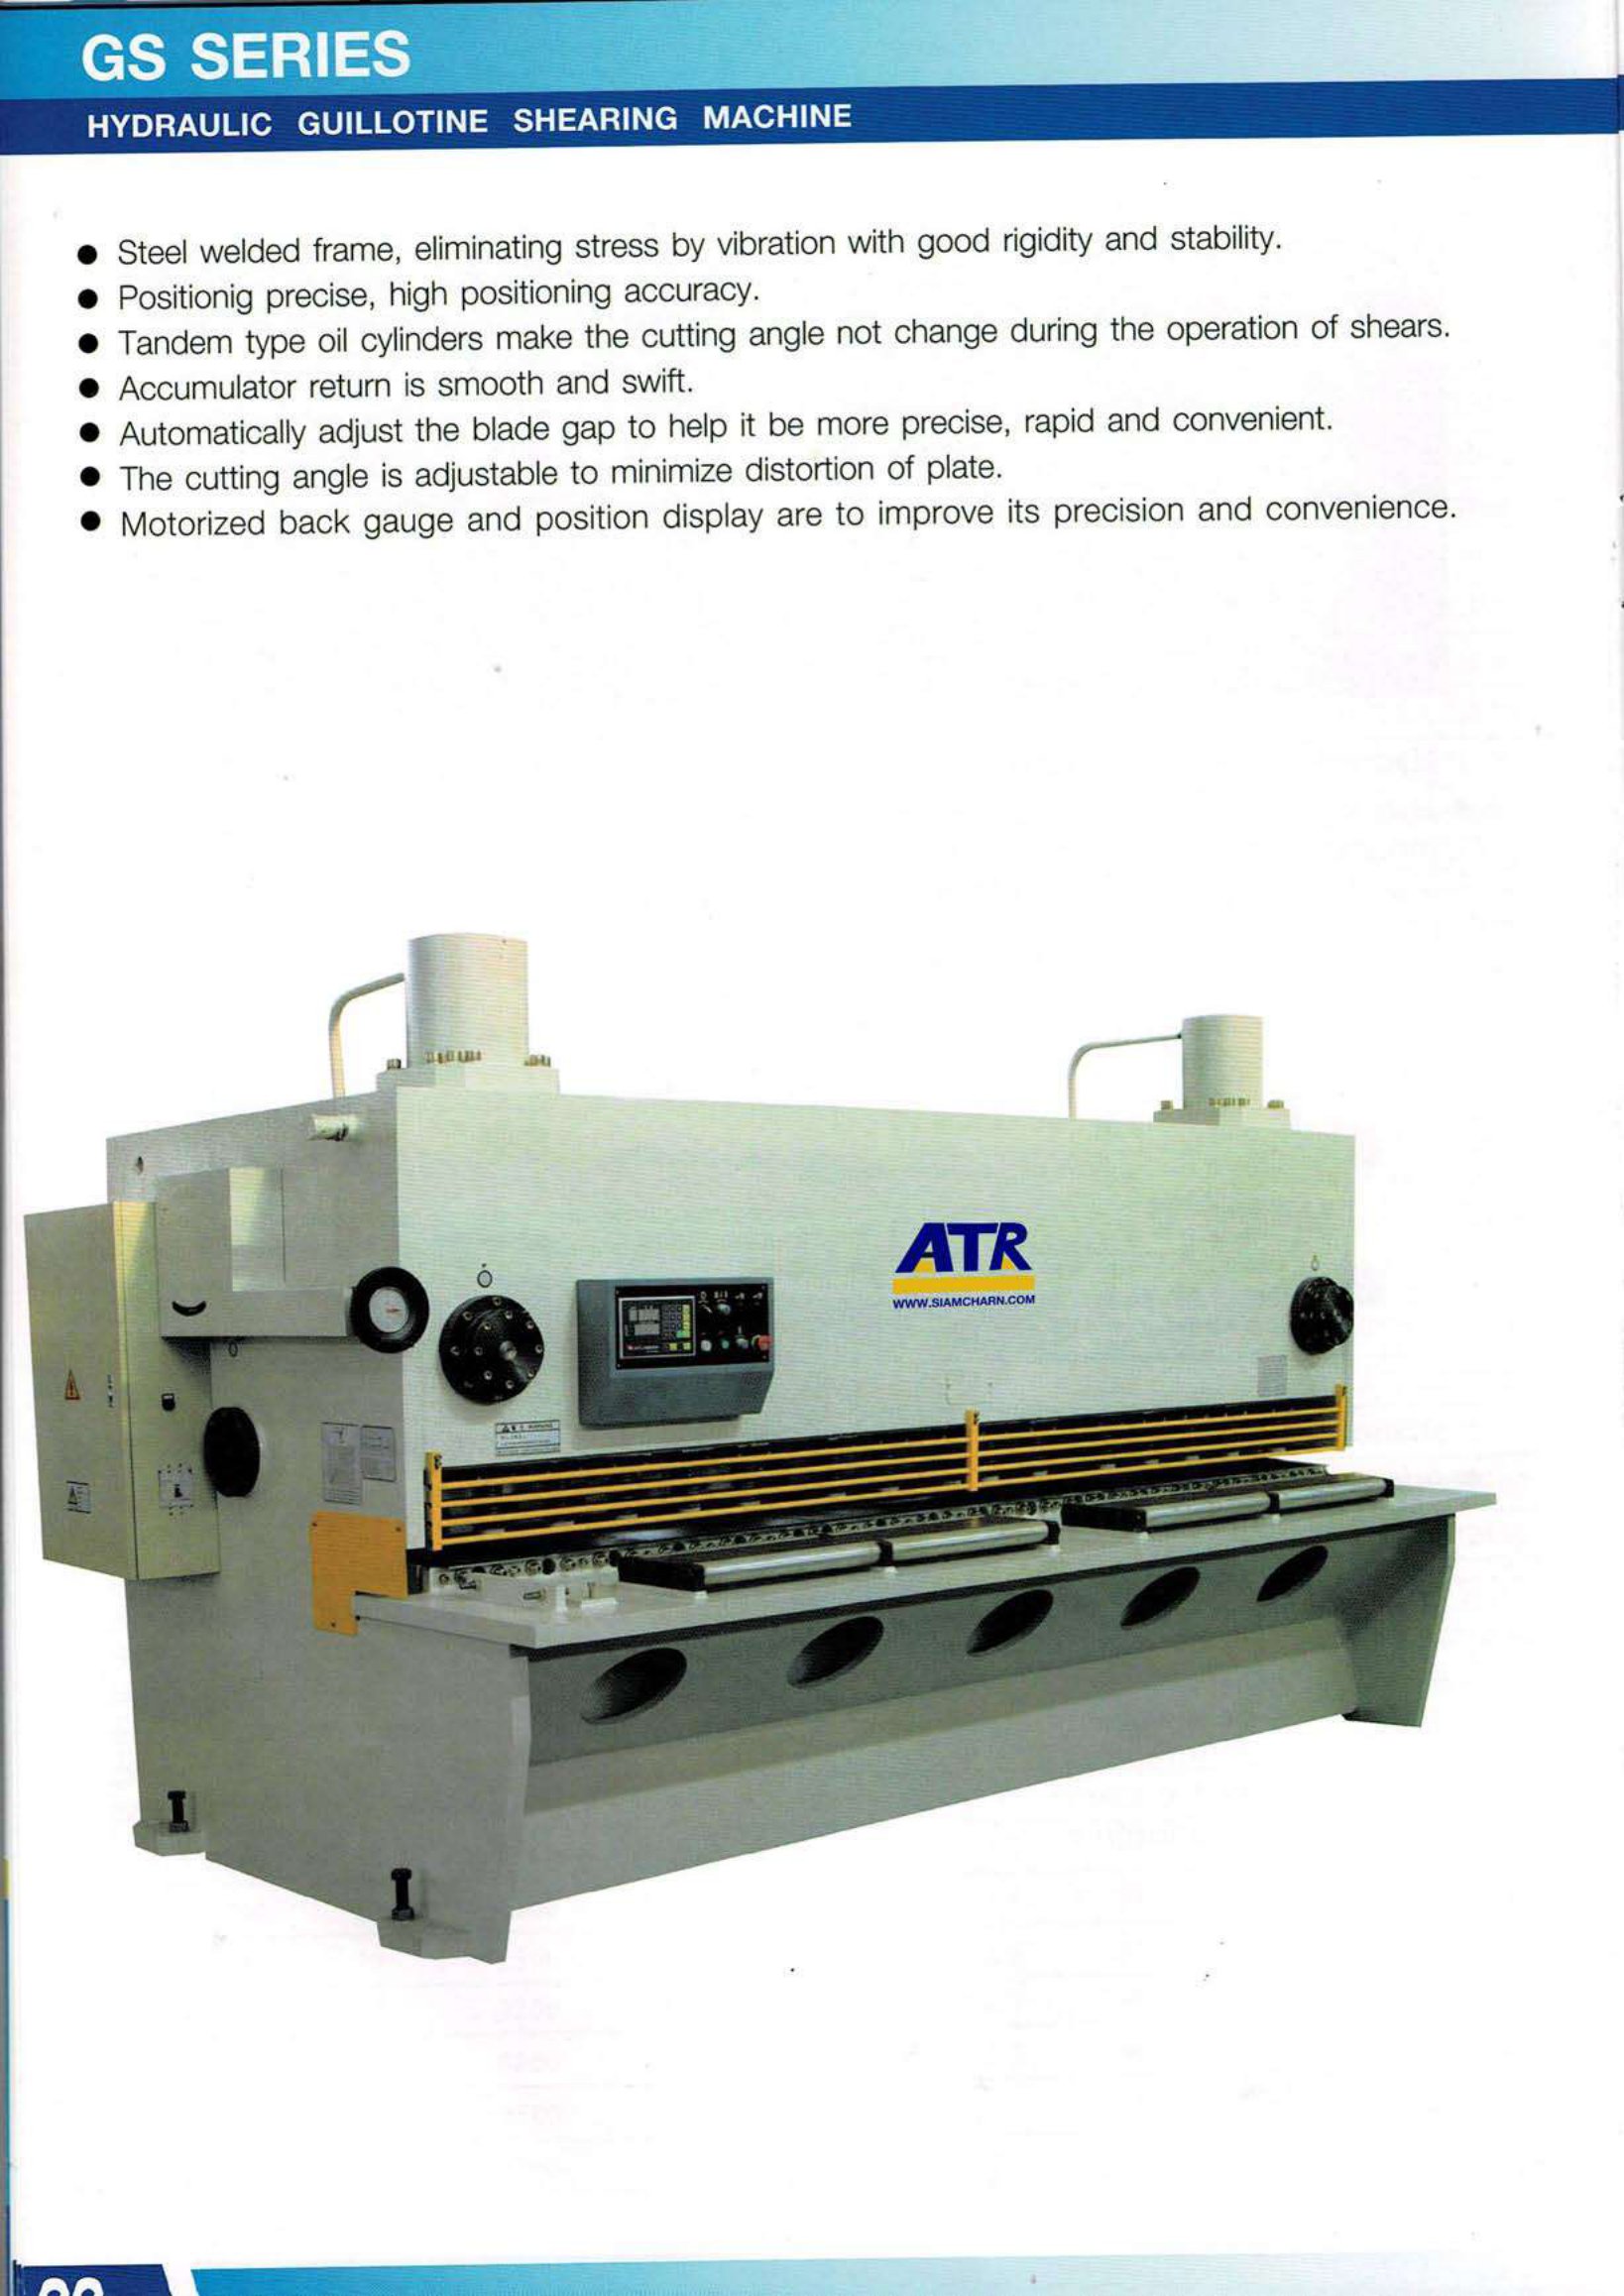 GS SERIES
HYDRAULIC GUILLOTINE SHEARING MACHINE
● Steel welded frame, eliminating stress by vibration with good rigidity and stability.
● Positionig precise, high positioning accuracy.
● Tandem type oil cylinders make the cutting angle not change during the operation of shears.
● Accumulator return is smooth and swift.
● Automatically adjust the blade gap to help it be more precise, rapid and convenient.
● The cutting angle is adjustable to minimize distortion of plate.
● Motorized back gauge and position display are to improve its precision and convenience.
ATR
WWW.SIAMCHARN.COM